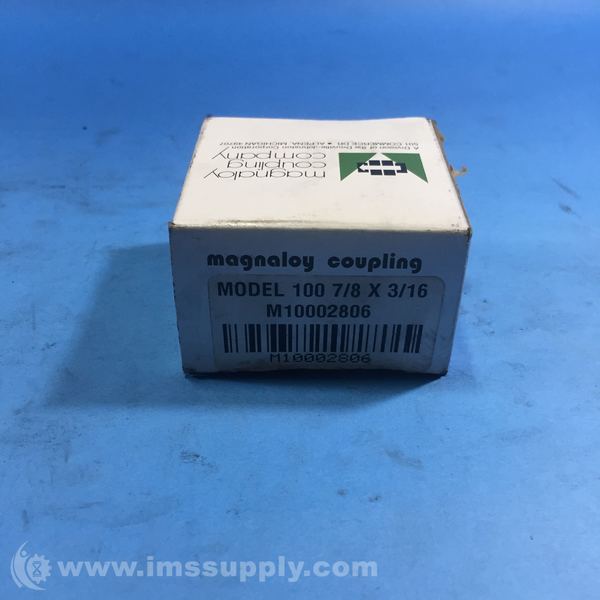 501 COMMERCE DR. ★ ALPENA, MICHIGAN 49707
A Division of the Douville-Johnston Corporation
magnaloy
coupling
company
magnaloy coupling
MODEL 100 7/8 X 3/16
M10002806
M10002806
www.imssupply.com